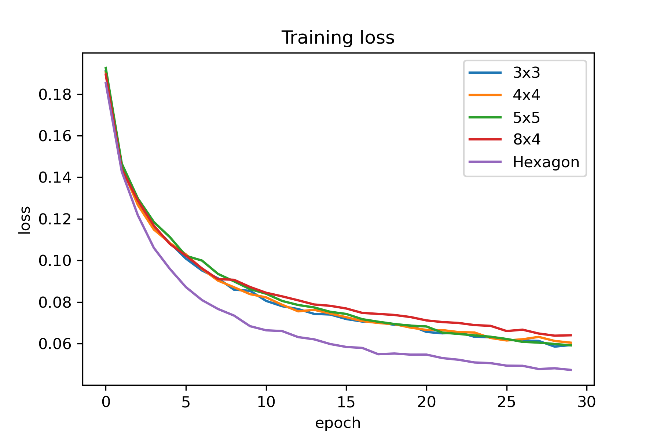 Training loss
3x3
4x4
5x5
8x4
Hexagon
0.18
0.16
0.14
0.12
0.10
0.08
0.06
loss
0 5 10 15 20 25 30
epoch